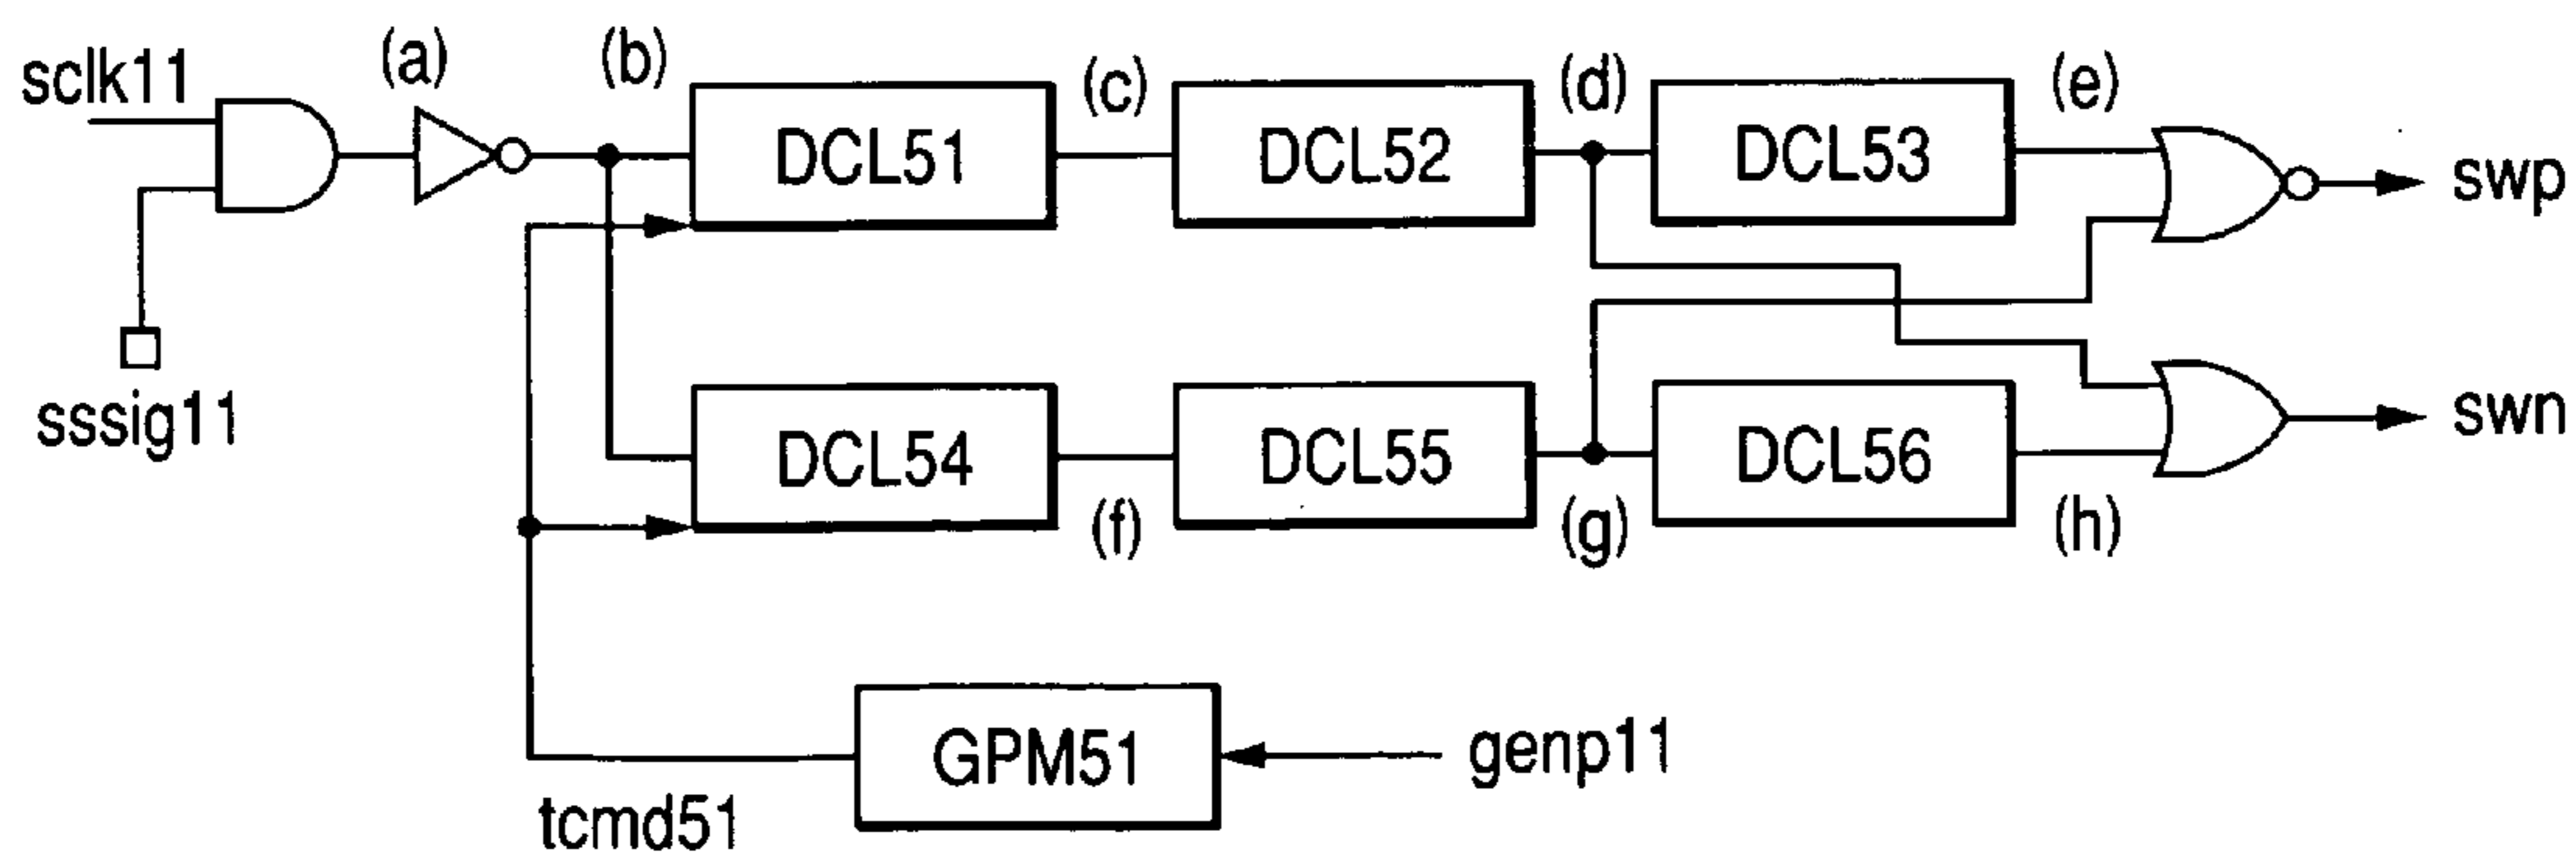 sclk11
(a)
(b)
DCL51
(c)
DCL52
(d)
DCL53
(e)
swp
sssig11
DCL54
(f)
DCL55
(g)
DCL56
(h)
swn
GPM51
genp11
tcmd51